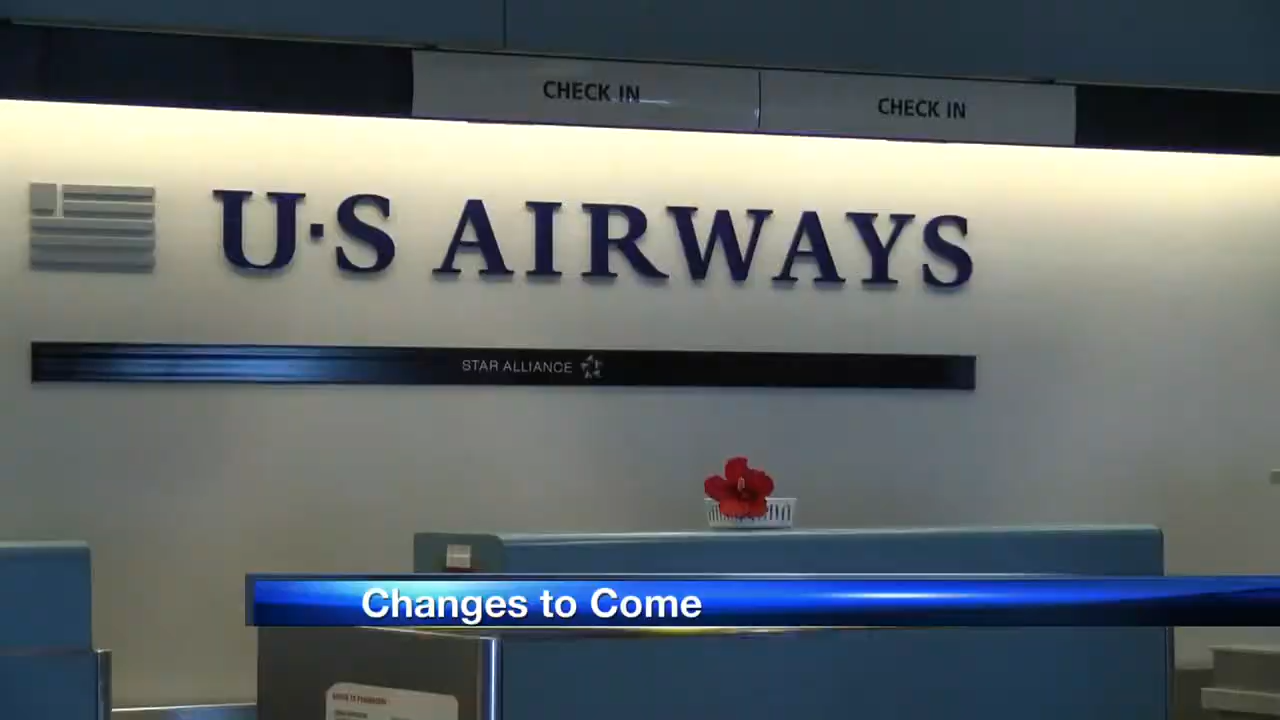 CHECK IN
CHECK IN
U·S AIRWAYS
STAR ALLIANCE
Changes to Come